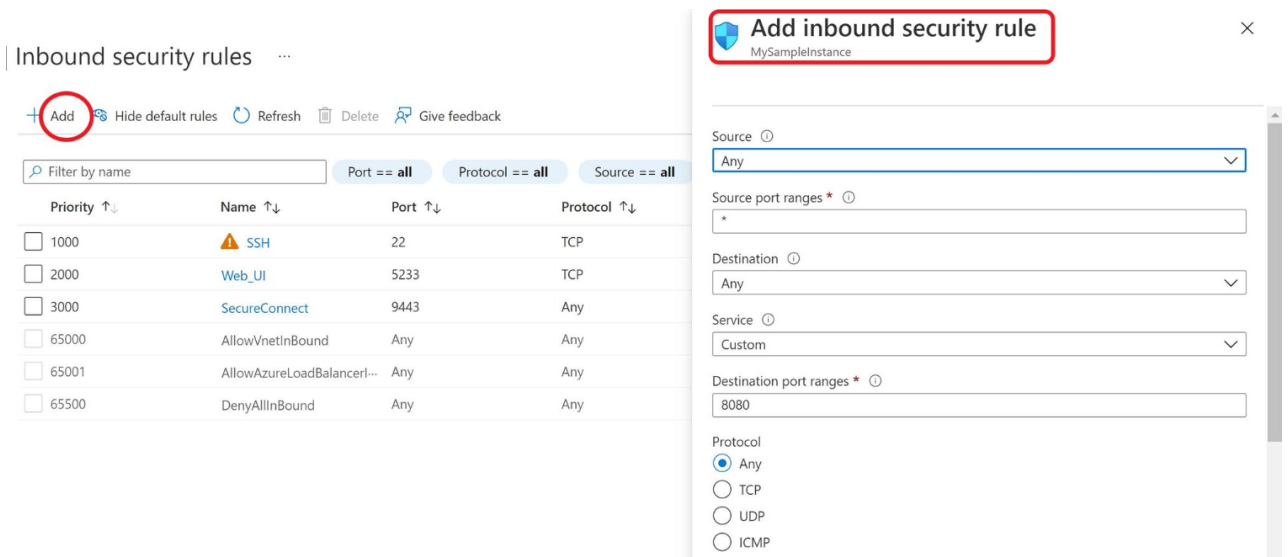 Inbound security rules ...
Add
Hide default rules
Refresh
Delete
Give feedback
Filter by name
Port == all
Protocol == all
Source == all
Priority ↑↓ Name ↑↓ Port ↑↓ Protocol ↑↓
1000 SSH 22 TCP
2000 Web_UI 5233 TCP
3000 SecureConnect 9443 Any
65000 AllowVnetInBound Any Any
65001 AllowAzureLoadBalancerI... Any Any
65500 DenyAllInBound Any Any
Add inbound security rule
MySampleInstance
Source
Any
Source port ranges *
*
Destination
Any
Service
Custom
Destination port ranges *
8080
Protocol
Any
TCP
UDP
ICMP